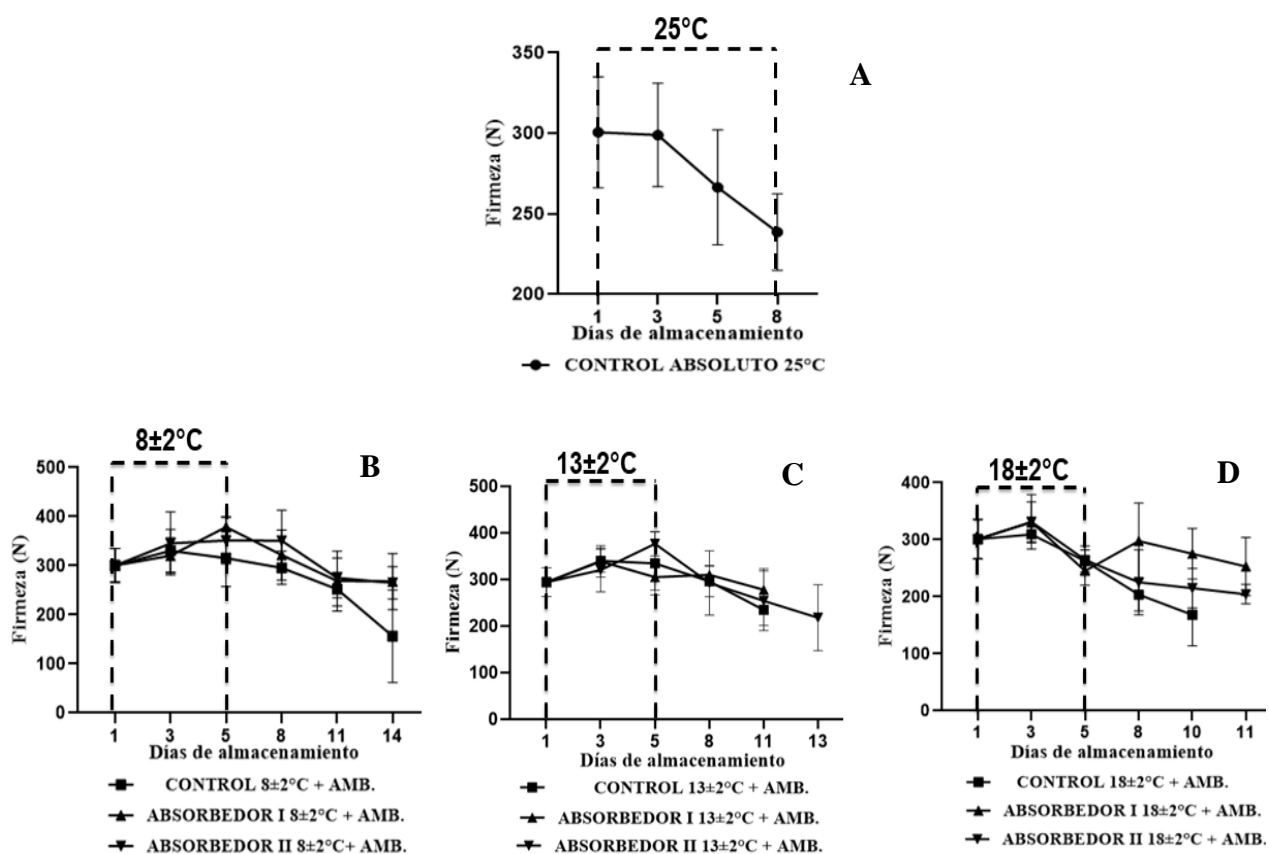 25°C
A
350
300
250
200
Firmeza (N)
1 3 5 8
Días de almacenamiento
CONTROL ABSOLUTO 25°C
8±2°C
B
500
400
300
200
100
0
Firmeza (N)
1 3 5 8 11 14
Días de almacenamiento
CONTROL 8±2°C + AMB.
ABSORBEDOR I 8±2°C + AMB.
ABSORBEDOR II 8±2°C+ AMB.
13±2°C
C
500
400
300
200
100
0
Firmeza (N)
1 3 5 8 11 13
Días de almacenamiento
CONTROL 13±2°C + AMB.
ABSORBEDOR I 13±2°C + AMB.
ABSORBEDOR II 13±2°C + AMB.
18±2°C
D
400
300
200
100
0
Firmeza (N)
1 3 5 8 10 11
Días de almacenamiento
CONTROL 18±2°C + AMB.
ABSORBEDOR I 18±2°C + AMB.
ABSORBEDOR II 18±2°C + AMB.